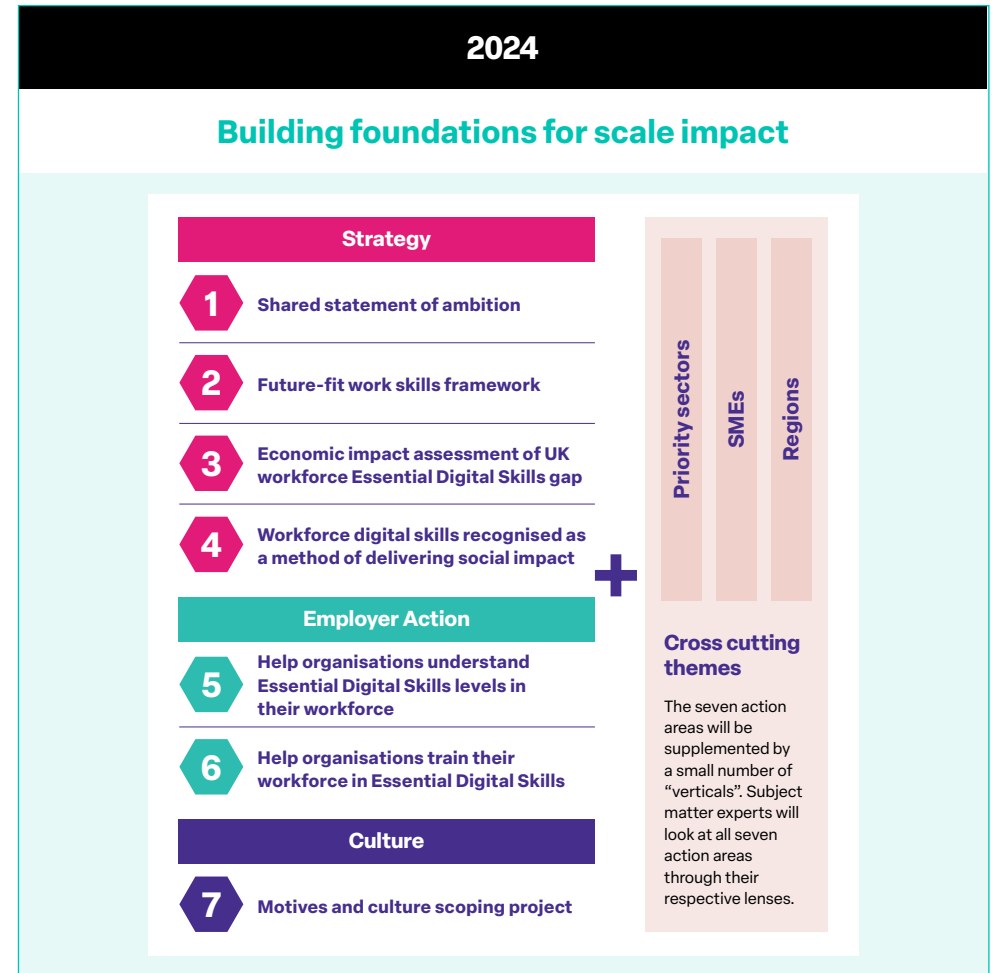 2024
Building foundations for scale impact
Strategy
1
Shared statement of ambition
2
Future-fit work skills framework
3
Economic impact assessment of UK
workforce Essential Digital Skills gap
4
Workforce digital skills recognised as
a method of delivering social impact
Employer Action
5
Help organisations understand
Essential Digital Skills levels in
their workforce
6
Help organisations train their
workforce in Essential Digital Skills
Culture
7
Motives and culture scoping project
+
Priority sectors
SMEs
Regions
Cross cutting
themes
The seven action
areas will be
supplemented by
a small number of
“verticals”. Subject
matter experts will
look at all seven
action areas
through their
respective lenses.